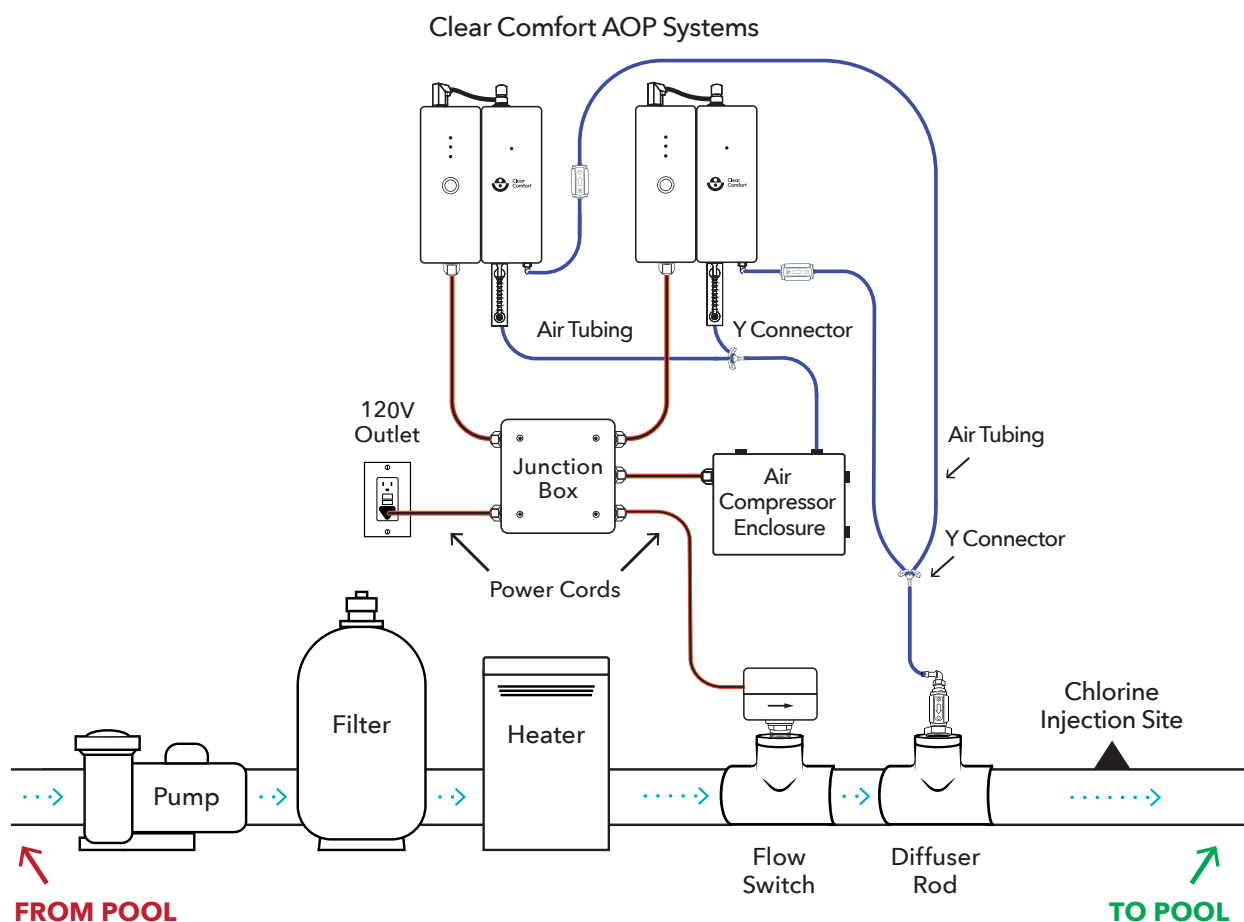 Clear Comfort AOP Systems
Clear
Comfort
Clear
Comfort
Air Tubing
Y Connector
120V
Outlet
Junction
Box
Air
Compressor
Enclosure
Air Tubing
Y Connector
Power Cords
Filter
Heater
Chlorine
Injection Site
Pump
Flow
Switch
Diffuser
Rod
FROM POOL
TO POOL